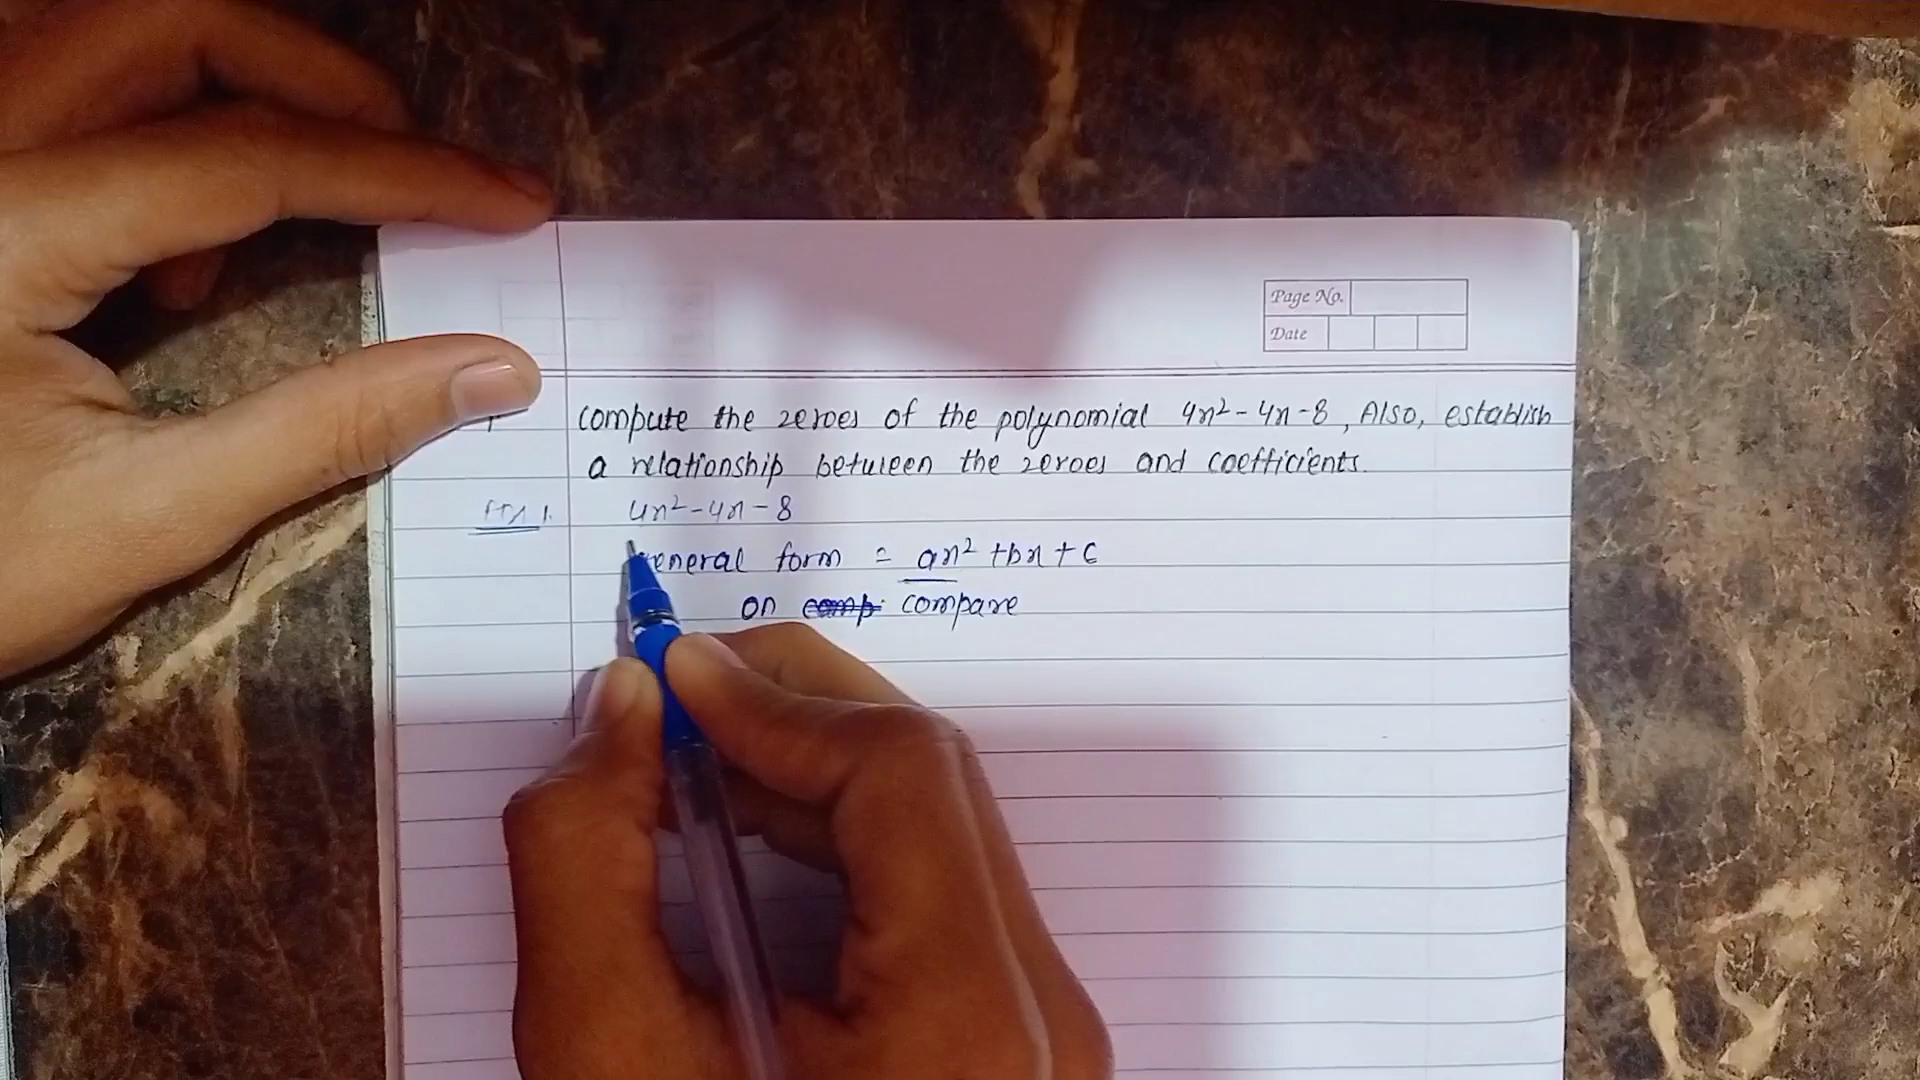 Page No.
Date
compute the zeroes of the polynomial 4x² - 4x - 8, Also, establish
a relationship between the zeroes and coefficients.
4x² - 4x - 8
general form = ax² + bx + c
on comp compare